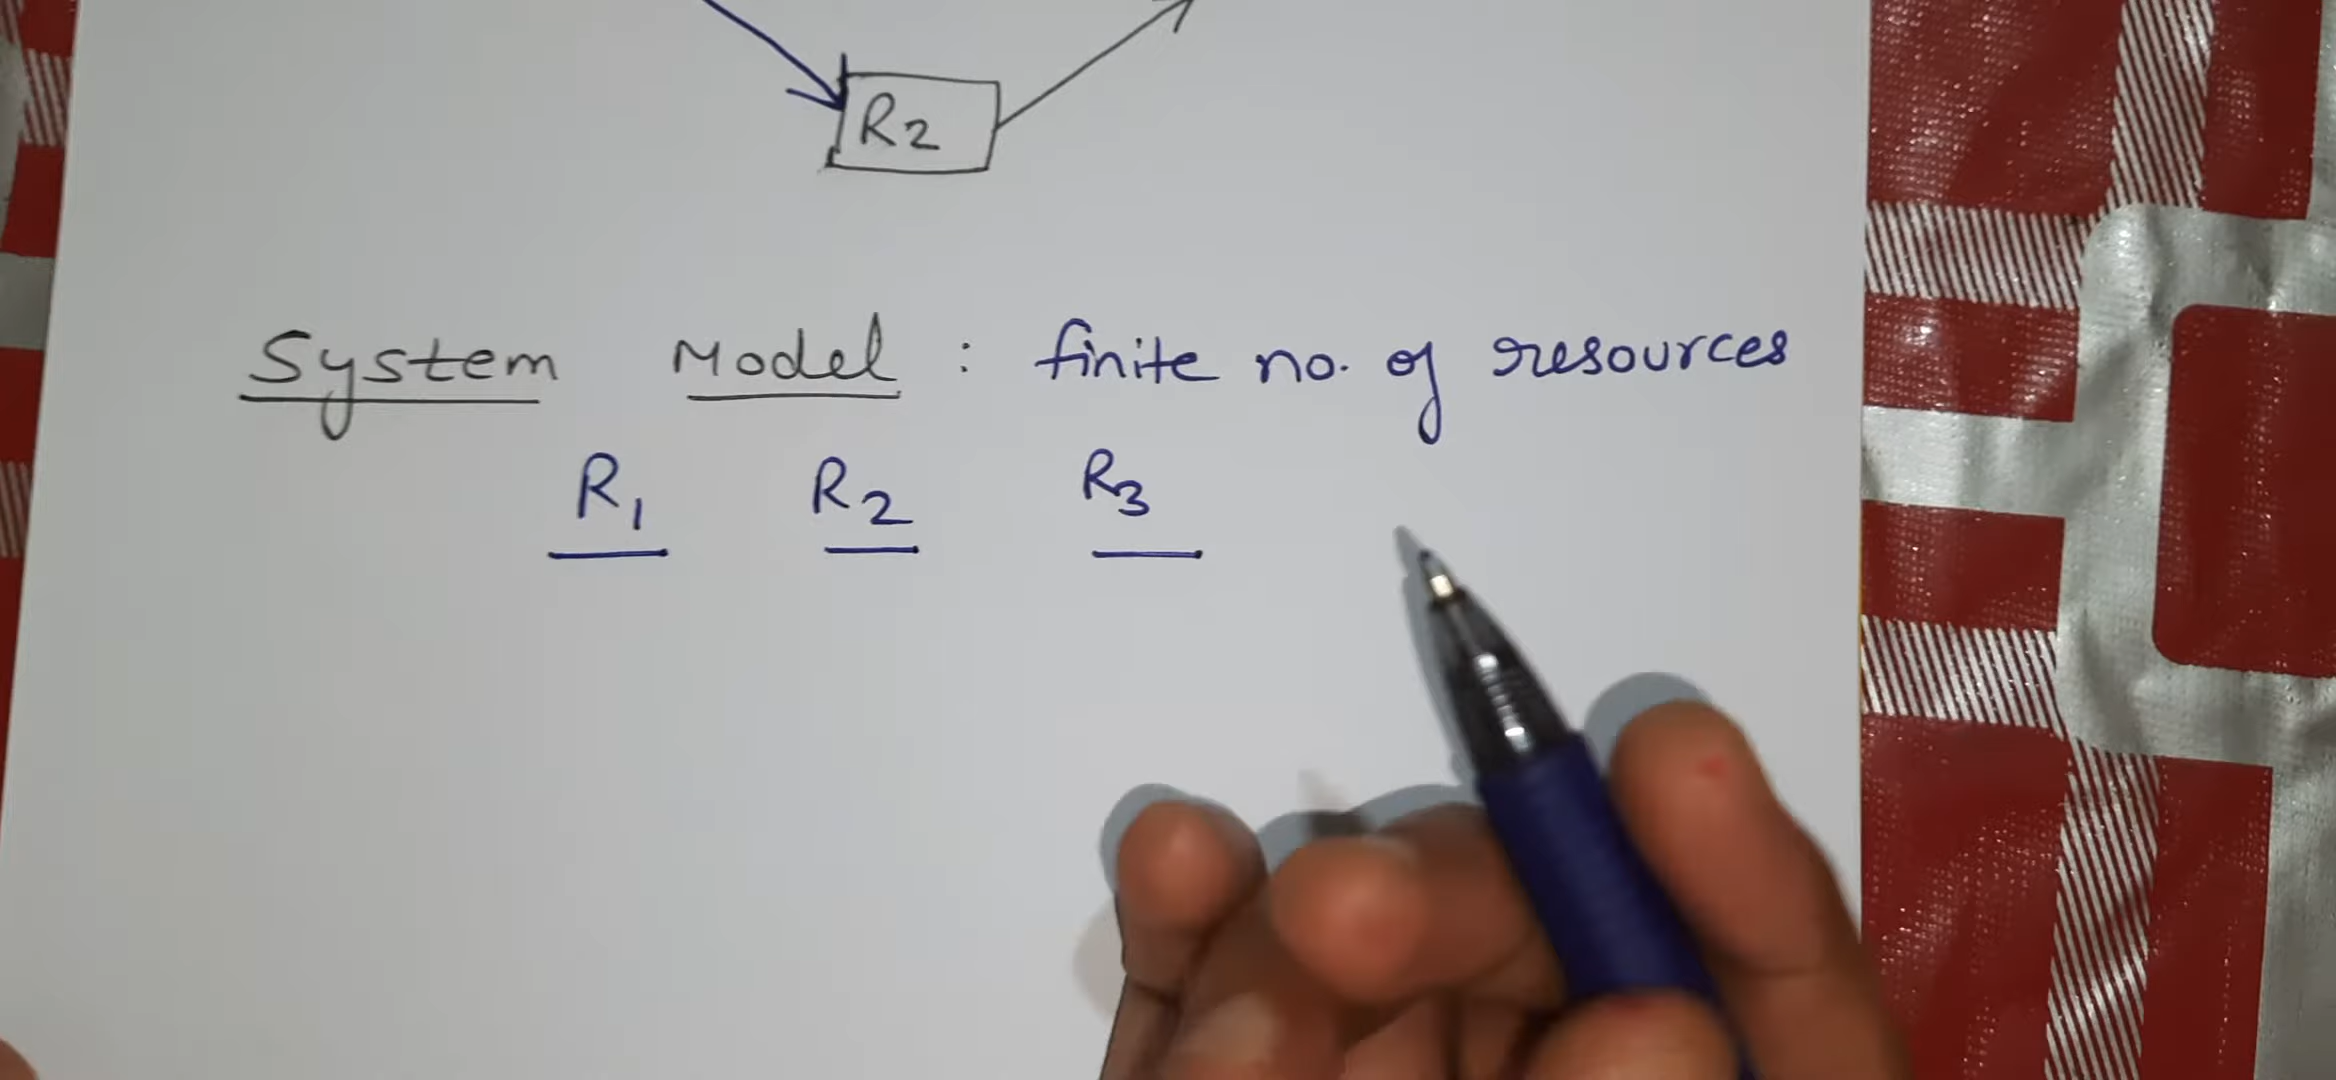 R2
System Model : finite no. of resources
R1 R2 R3